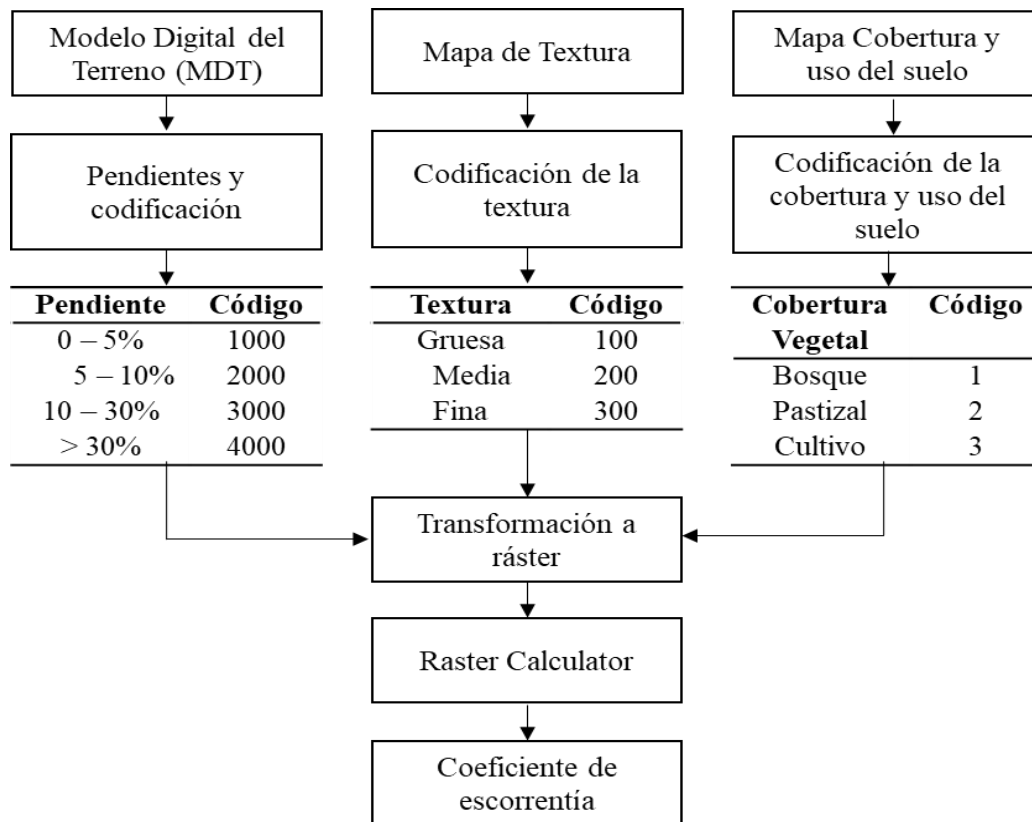 Modelo Digital del
Terreno (MDT)
Mapa de Textura
Mapa Cobertura y
uso del suelo
Pendientes y
codificación
Codificación de la
textura
Codificación de la
cobertura y uso del
suelo
Pendiente Código
0 – 5% 1000
5 – 10% 2000
10 – 30% 3000
> 30% 4000
Textura Código
Gruesa 100
Media 200
Fina 300
Cobertura Código
Vegetal
Bosque 1
Pastizal 2
Cultivo 3
Transformación a
ráster
Raster Calculator
Coeficiente de
escorrentía